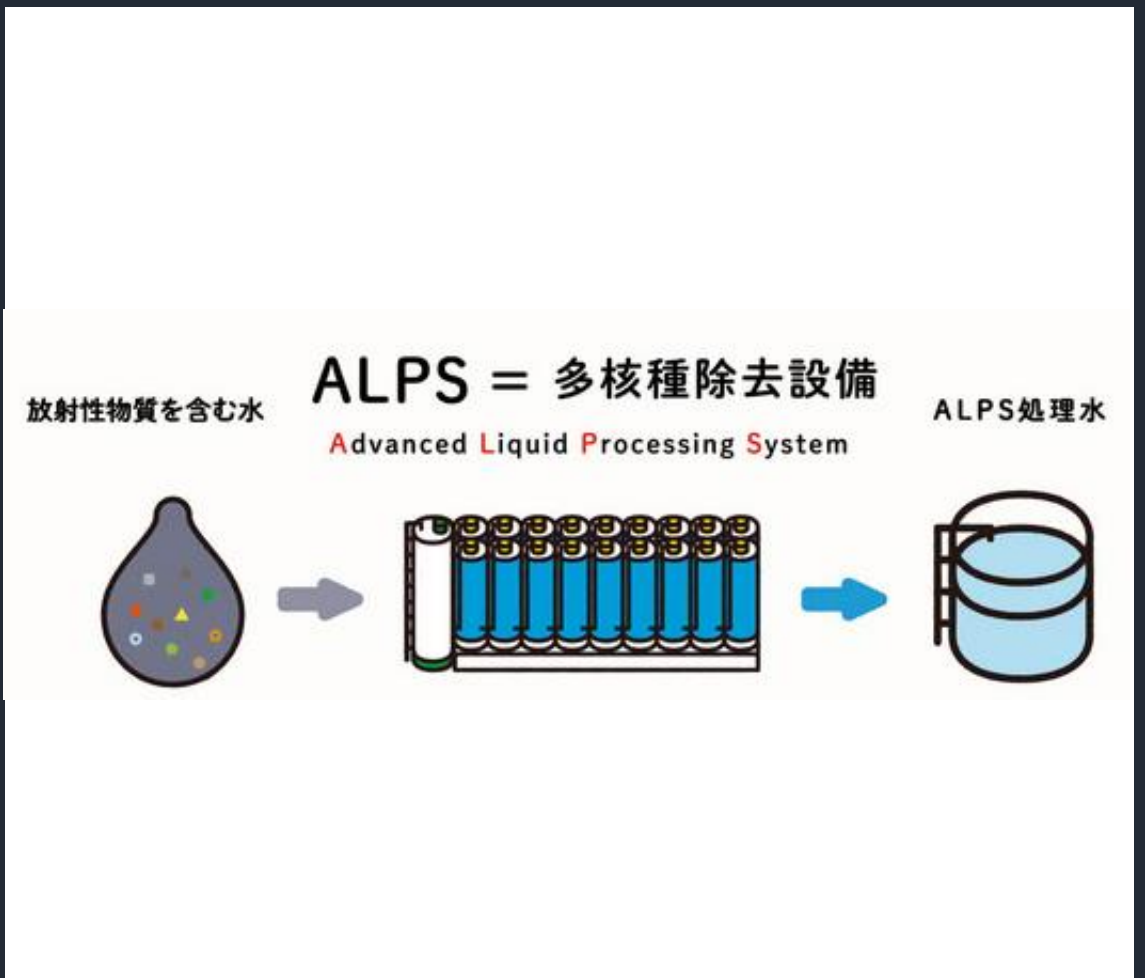 ALPS = 多核種除去設備
放射性物質を含む水
ALPS処理水
Advanced Liquid Processing System